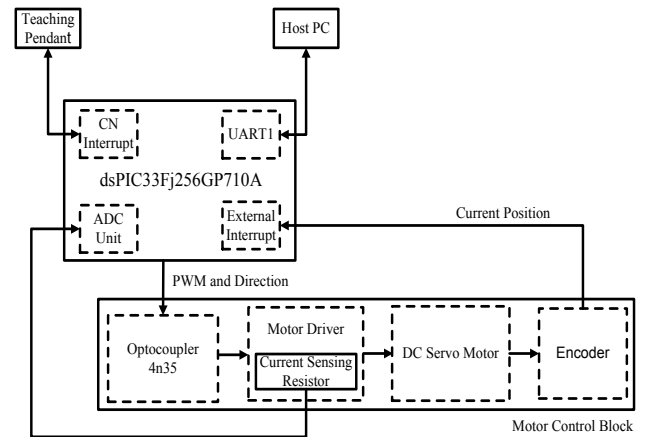 Teaching
Pendant
Host PC
CN
Interrupt
UART1
dsPIC33Fj256GP710A
ADC
Unit
External
Interrupt
Current Position
PWM and Direction
Optocoupler
4n35
Motor Driver
Current Sensing
Resistor
DC Servo Motor
Encoder
Motor Control Block